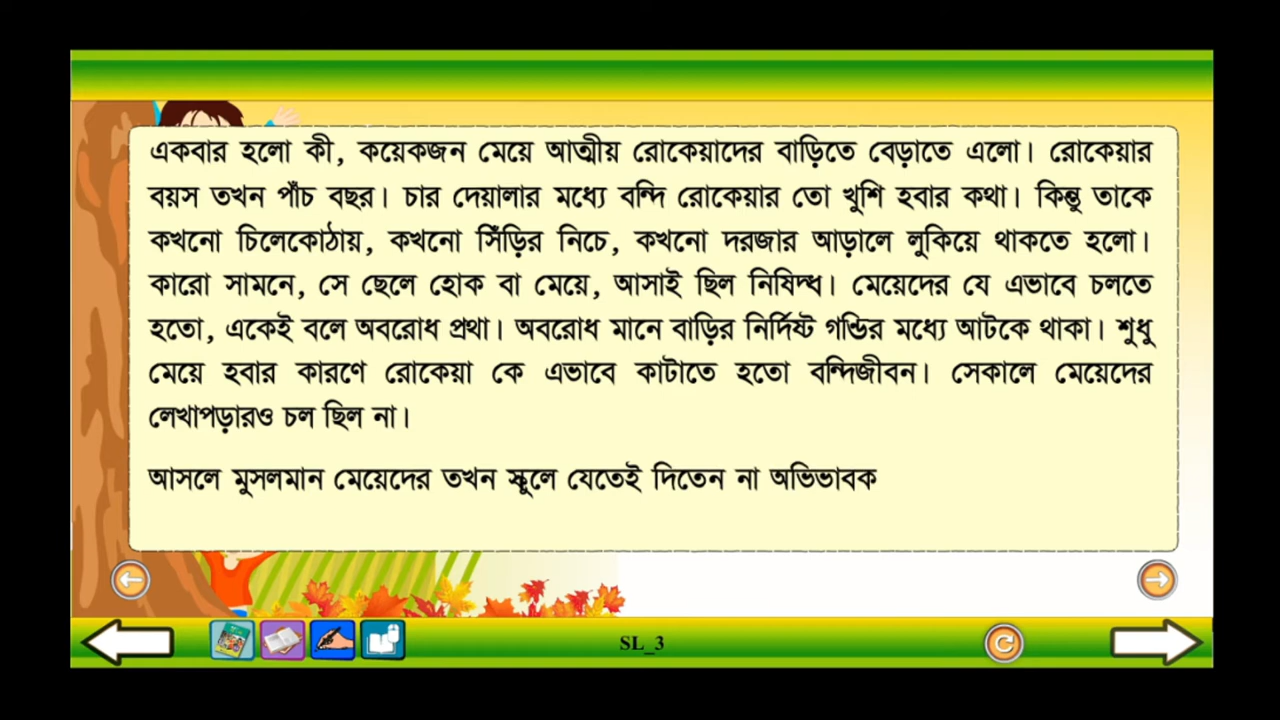 একবার হলো কী, কয়েকজন মেয়ে আত্মীয় রোকেয়াদের বাড়িতে বেড়াতে এলো। রোকেয়ার
বয়স তখন পাঁচ বছর। চার দেয়ালার মধ্যে বন্দি রোকেয়ার তো খুশি হবার কথা। কিন্তু তাকে
কখনো চিলেকোঠায়, কখনো সিঁড়ির নিচে, কখনো দরজার আড়ালে লুকিয়ে থাকতে হলো।
কারো সামনে, সে ছেলে হোক বা মেয়ে, আসাই ছিল নিষিদ্ধ। মেয়েদের যে এভাবে চলতে
হতো, একেই বলে অবরোধ প্রথা। অবরোধ মানে বাড়ির নির্দিষ্ট গন্ডির মধ্যে আটকে থাকা। শুধু
মেয়ে হবার কারণে রোকেয়া কে এভাবে কাটাতে হতো বন্দিজীবন। সেকালে মেয়েদের
লেখাপড়ারও চল ছিল না।
আসলে মুসলমান মেয়েদের তখন স্কুলে যেতেই দিতেন না অভিভাবক
SL_3